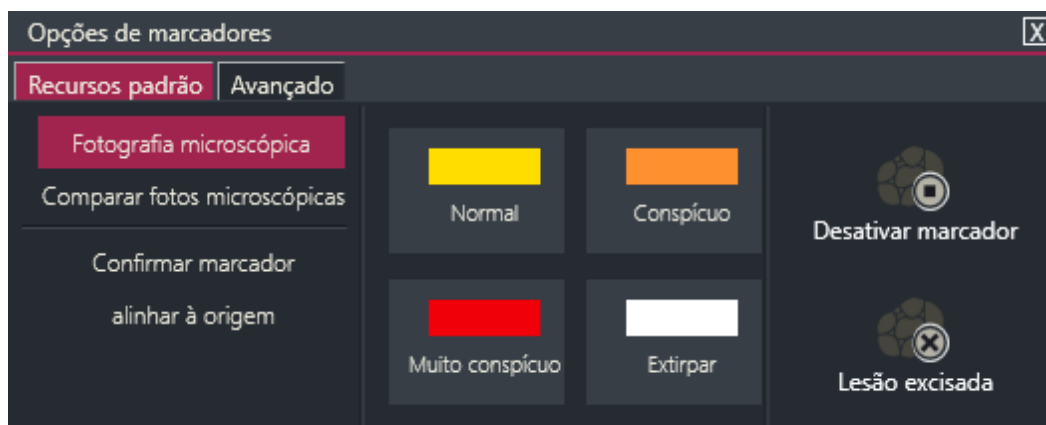 Opções de marcadores
X
Recursos padrão
Avançado
Fotografia microscópica
Comparar fotos microscópicas
Confirmar marcador
alinhar à origem
Normal
Conspícuo
Muito conspícuo
Extirpar
Desativar marcador
Lesão excisada